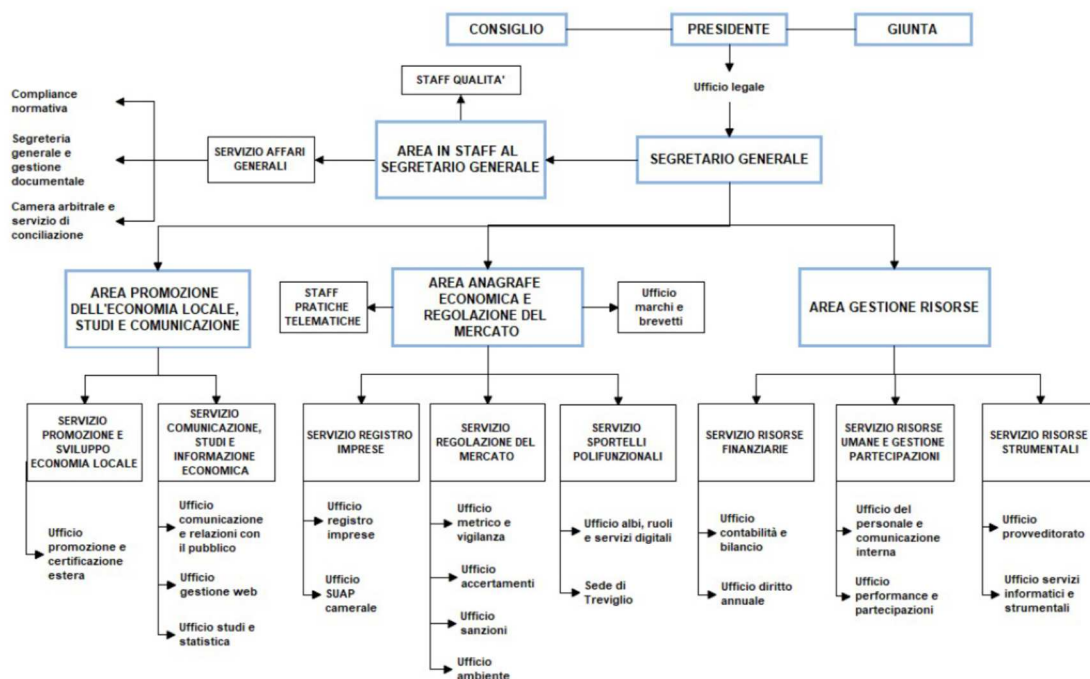 CONSIGLIO
PRESIDENTE
GIUNTA
STAFF QUALITA'
Ufficio legale
Compliance
normativa
Segreteria
generale e
gestione
documentale
Camera arbitrale e
servizio di
conciliazione
SERVIZIO AFFARI
GENERALI
AREA IN STAFF AL
SEGRETARIO GENERALE
SEGRETARIO GENERALE
AREA PROMOZIONE
DELL'ECONOMIA LOCALE,
STUDI E COMUNICAZIONE
STAFF
PRATICHE
TELEMATICHE
AREA ANAGRAFE
ECONOMICA E
REGOLAZIONE DEL
MERCATO
Ufficio
marchi e
brevetti
AREA GESTIONE RISORSE
SERVIZIO
PROMOZIONE E
SVILUPPO
ECONOMIA LOCALE
SERVIZIO
COMUNICAZIONE,
STUDI E
INFORMAZIONE
ECONOMICA
SERVIZIO REGISTRO
IMPRESE
SERVIZIO
REGOLAZIONE DEL
MERCATO
SERVIZIO
SPORTELLI
POLIFUNZIONALI
SERVIZIO RISORSE
FINANZIARIE
SERVIZIO RISORSE
UMANE E GESTIONE
PARTECIPAZIONI
SERVIZIO RISORSE
STRUMENTALI
Ufficio
promozione e
certificazione
estera
Ufficio
comunicazione
e relazioni con
il pubblico
Ufficio
gestione web
Ufficio studi e
statistica
Ufficio
registro
imprese
Ufficio
SUAP
camerale
Ufficio
metrico e
vigilanza
Ufficio
accertamenti
Ufficio
sanzioni
Ufficio
ambiente
Ufficio albi, ruoli
e servizi digitali
Sede di
Treviglio
Ufficio
contabilità e
bilancio
Ufficio diritto
annuale
Ufficio del
personale e
comunicazione
interna
Ufficio
performance e
partecipazioni
Ufficio
provveditorato
Ufficio servizi
informatici e
strumentali